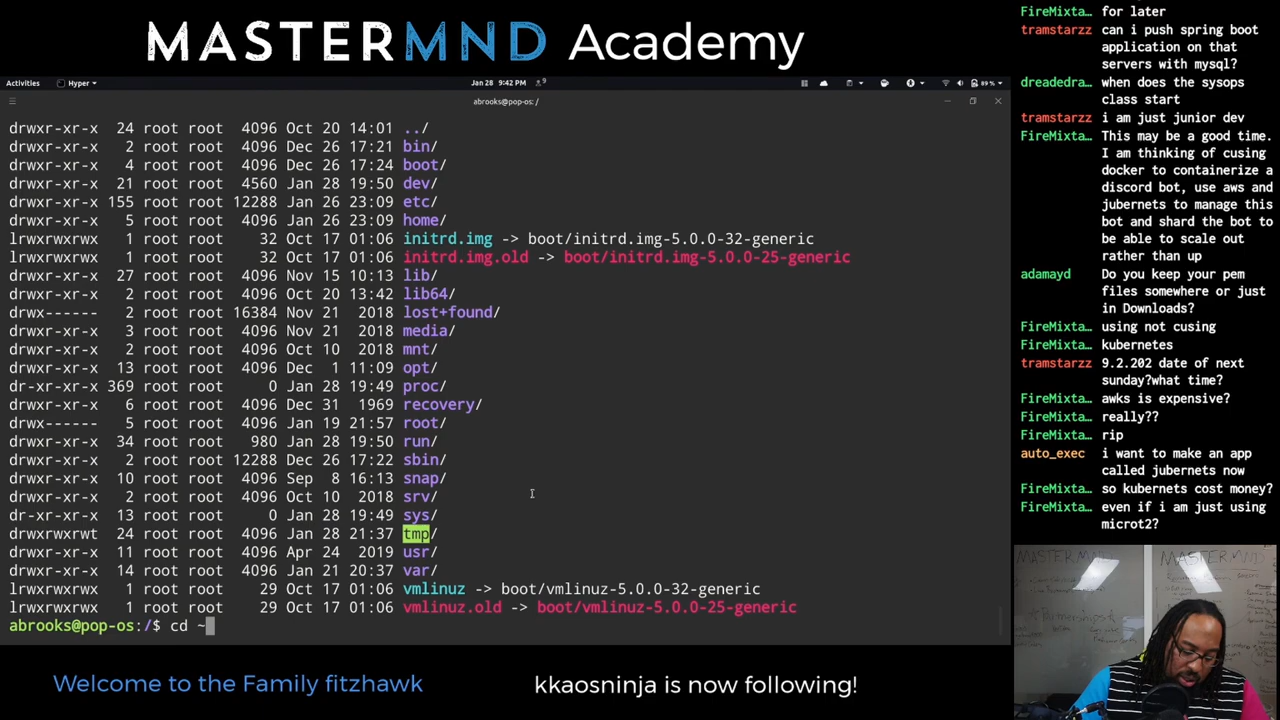 MASTERMND Academy
Activities
Hyper
Jan 28 9:42 PM
89 %
abrooks@pop-os: /
drwxr-xr-x 24 root root 4096 Oct 20 14:01 ../
drwxr-xr-x 2 root root 4096 Dec 26 17:21 bin/
drwxr-xr-x 4 root root 4096 Dec 26 17:24 boot/
drwxr-xr-x 21 root root 4560 Jan 28 19:50 dev/
drwxr-xr-x 155 root root 12288 Jan 26 23:09 etc/
drwxr-xr-x 5 root root 4096 Jan 26 23:09 home/
lrwxrwxrwx 1 root root 32 Oct 17 01:06 initrd.img -> boot/initrd.img-5.0.0-32-generic
lrwxrwxrwx 1 root root 32 Oct 17 01:06 initrd.img.old -> boot/initrd.img-5.0.0-25-generic
drwxr-xr-x 27 root root 4096 Nov 15 10:13 lib/
drwxr-xr-x 2 root root 4096 Oct 20 13:42 lib64/
drwx------ 2 root root 16384 Nov 21 2018 lost+found/
drwxr-xr-x 3 root root 4096 Nov 21 2018 media/
drwxr-xr-x 2 root root 4096 Oct 10 2018 mnt/
drwxr-xr-x 13 root root 4096 Dec 1 11:09 opt/
dr-xr-xr-x 369 root root 0 Jan 28 19:49 proc/
drwxr-xr-x 6 root root 4096 Dec 31 1969 recovery/
drwx------ 5 root root 4096 Jan 19 21:57 root/
drwxr-xr-x 34 root root 980 Jan 28 19:50 run/
drwxr-xr-x 2 root root 12288 Dec 26 17:22 sbin/
drwxr-xr-x 10 root root 4096 Sep 8 16:13 snap/
drwxr-xr-x 2 root root 4096 Oct 10 2018 srv/
dr-xr-xr-x 13 root root 0 Jan 28 19:49 sys/
drwxrwxrwt 24 root root 4096 Jan 28 21:37 tmp/
drwxr-xr-x 11 root root 4096 Apr 24 2019 usr/
drwxr-xr-x 14 root root 4096 Jan 21 20:37 var/
lrwxrwxrwx 1 root root 29 Oct 17 01:06 vmlinuz -> boot/vmlinuz-5.0.0-32-generic
lrwxrwxrwx 1 root root 29 Oct 17 01:06 vmlinuz.old -> boot/vmlinuz-5.0.0-25-generic
abrooks@pop-os:/$ cd ~
FireMixta… for later
tramstarzz can i push spring boot
application on that
servers with mysql?
dreadedra… when does the sysops
class start
tramstarzz i am just junior dev
FireMixta… This may be a good time.
I am thinking of cusing
docker to containerize a
discord bot, use aws and
jubernets to manage this
bot and shard the bot to
be able to scale out
rather than up
adamayd Do you keep your pem
files somewhere or just
in Downloads?
FireMixta… using not cusing
FireMixta… kubernetes
tramstarzz 9.2.202 date of next
sunday?what time?
FireMixta… awks is expensive?
FireMixta… really??
FireMixta… rip
auto_exec i want to make an app
called jubernets now
FireMixta… so kubernets cost money?
FireMixta… even if i am just using
microt2?
MASTERMND
MASTERMND
Welcome to the Family fitzhawk
kkaosninja is now following!